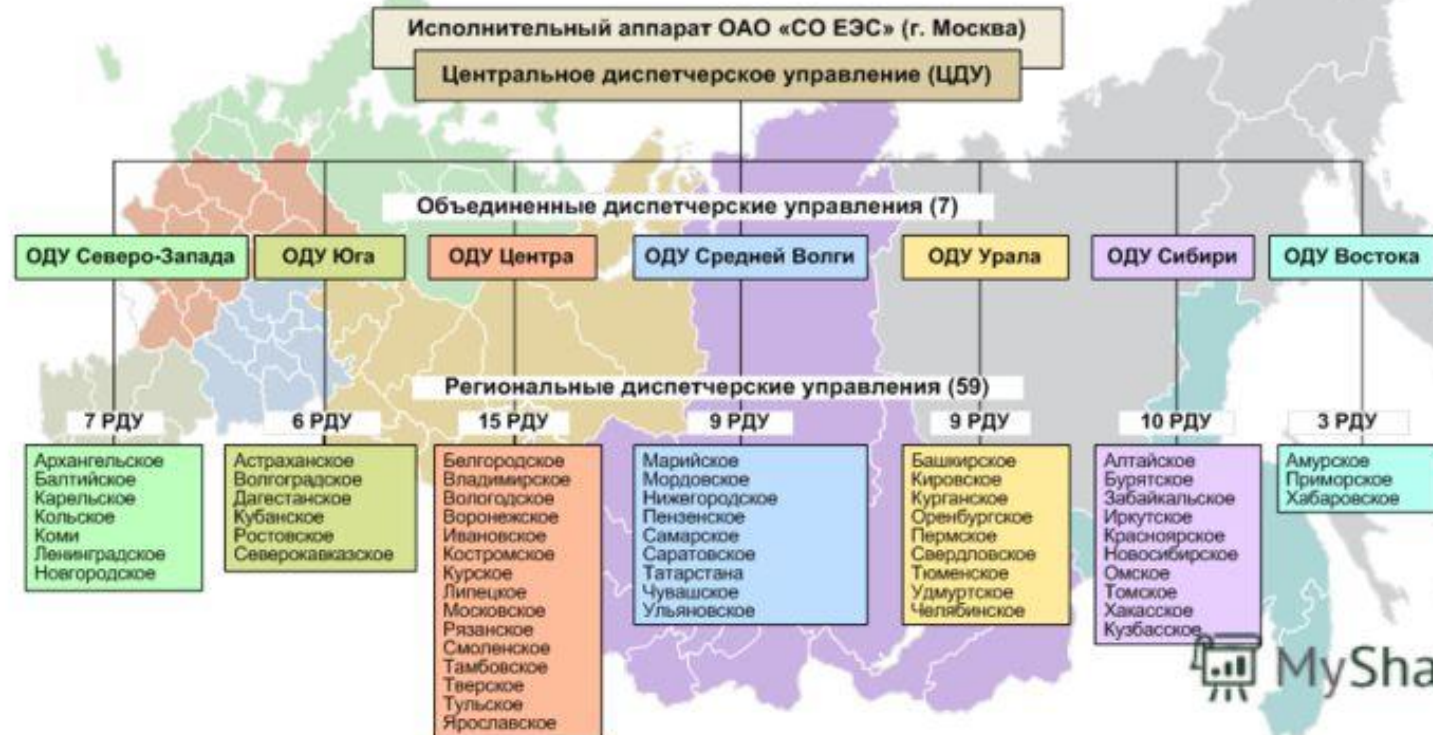 Исполнительный аппарат ОАО «СО ЕЭС» (г. Москва)
Центральное диспетчерское управление (ЦДУ)
Объединенные диспетчерские управления (7)
ОДУ Северо-Запада
ОДУ Юга
ОДУ Центра
ОДУ Средней Волги
ОДУ Урала
ОДУ Сибири
ОДУ Востока
Региональные диспетчерские управления (59)
7 РДУ
Архангельское
Балтийское
Карельское
Кольское
Коми
Ленинградское
Новгородское
6 РДУ
Астраханское
Волгоградское
Дагестанское
Кубанское
Ростовское
Северокавказское
15 РДУ
Белгородское
Владимирское
Вологодское
Воронежское
Ивановское
Костромское
Курское
Липецкое
Московское
Рязанское
Смоленское
Тамбовское
Тверское
Тульское
Ярославское
9 РДУ
Марийское
Мордовское
Нижегородское
Пензенское
Самарское
Саратовское
Татарстана
Чувашское
Ульяновское
9 РДУ
Башкирское
Кировское
Курганское
Оренбургское
Пермское
Свердловское
Тюменское
Удмуртское
Челябинское
10 РДУ
Алтайское
Бурятское
Забайкальское
Иркутское
Красноярское
Новосибирское
Омское
Томское
Хакасское
Кузбасское
3 РДУ
Амурское
Приморское
Хабаровское
MySha